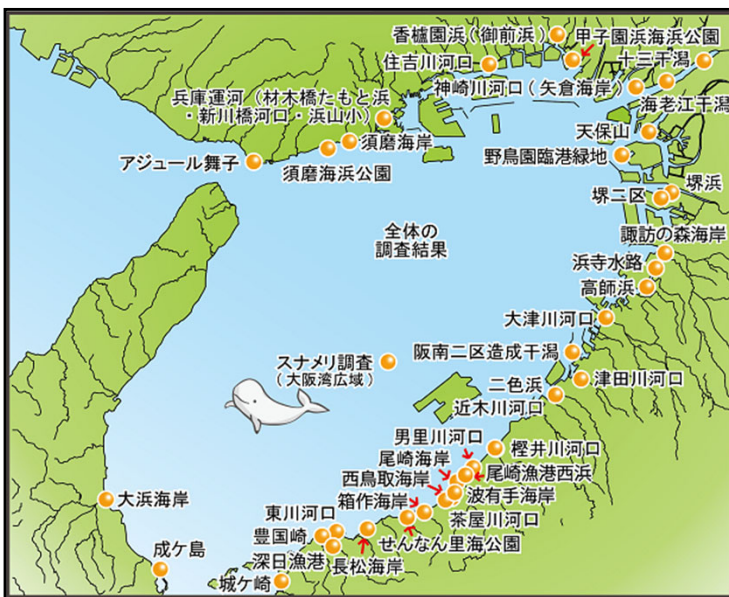 香櫨園浜(御前浜)
甲子園浜海浜公園
住吉川河口
十三干潟
神崎川河口(矢倉海岸)
海老江干潟
兵庫運河(材木橋たもと浜
・新川橋河口・浜山小)
天保山
須磨海岸
野鳥園臨港緑地
アジュール舞子
須磨海浜公園
堺浜
堺二区
全体の
調査結果
諏訪の森海岸
浜寺水路
高師浜
大津川河口
阪南二区造成干潟
スナメリ調査
(大阪湾広域)
津田川河口
二色浜
近木川河口
男里川河口
樫井川河口
尾崎海岸
尾崎漁港西浜
西鳥取海岸
波有手海岸
箱作海岸
大浜海岸
東川河口
茶屋川河口
豊国崎
せんなん里海公園
成ケ島
深日漁港
長松海岸
城ケ崎